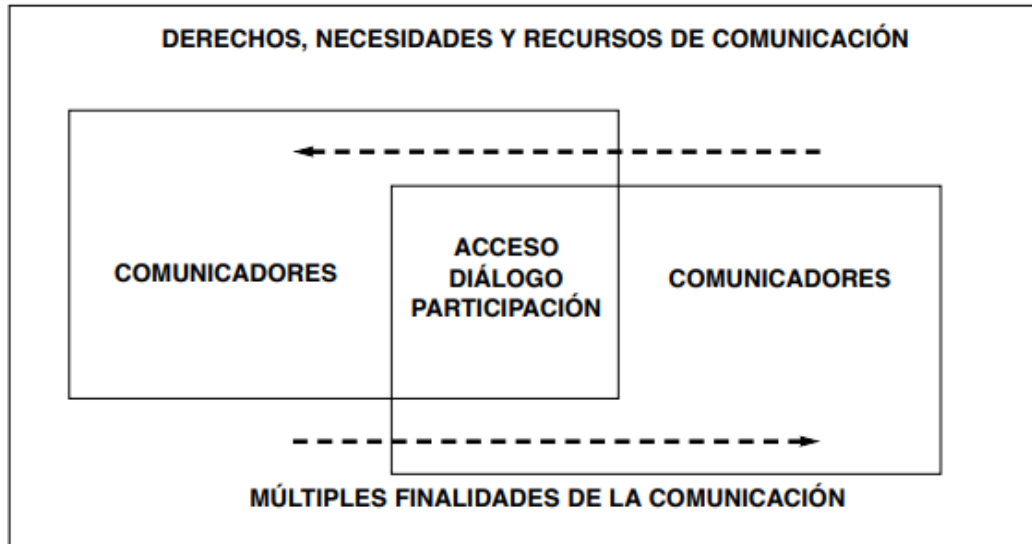 DERECHOS, NECESIDADES Y RECURSOS DE COMUNICACIÓN
COMUNICADORES
ACCESO
DIÁLOGO
PARTICIPACIÓN
COMUNICADORES
MÚLTIPLES FINALIDADES DE LA COMUNICACIÓN